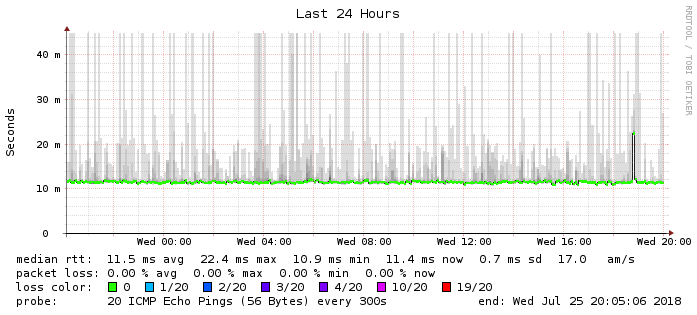 Last 24 Hours
RRDTOOL / TOBI OETIKER
Seconds
40 m
30 m
20 m
10 m
0
Wed 00:00 Wed 04:00 Wed 08:00 Wed 12:00 Wed 16:00 Wed 20:00
median rtt: 11.5 ms avg 22.4 ms max 10.9 ms min 11.4 ms now 0.7 ms sd 17.0 am/s
packet loss: 0.00 % avg 0.00 % max 0.00 % min 0.00 % now
loss color: 0 1/20 2/20 3/20 4/20 10/20 19/20
probe: 20 ICMP Echo Pings (56 Bytes) every 300s end: Wed Jul 25 20:05:06 2018